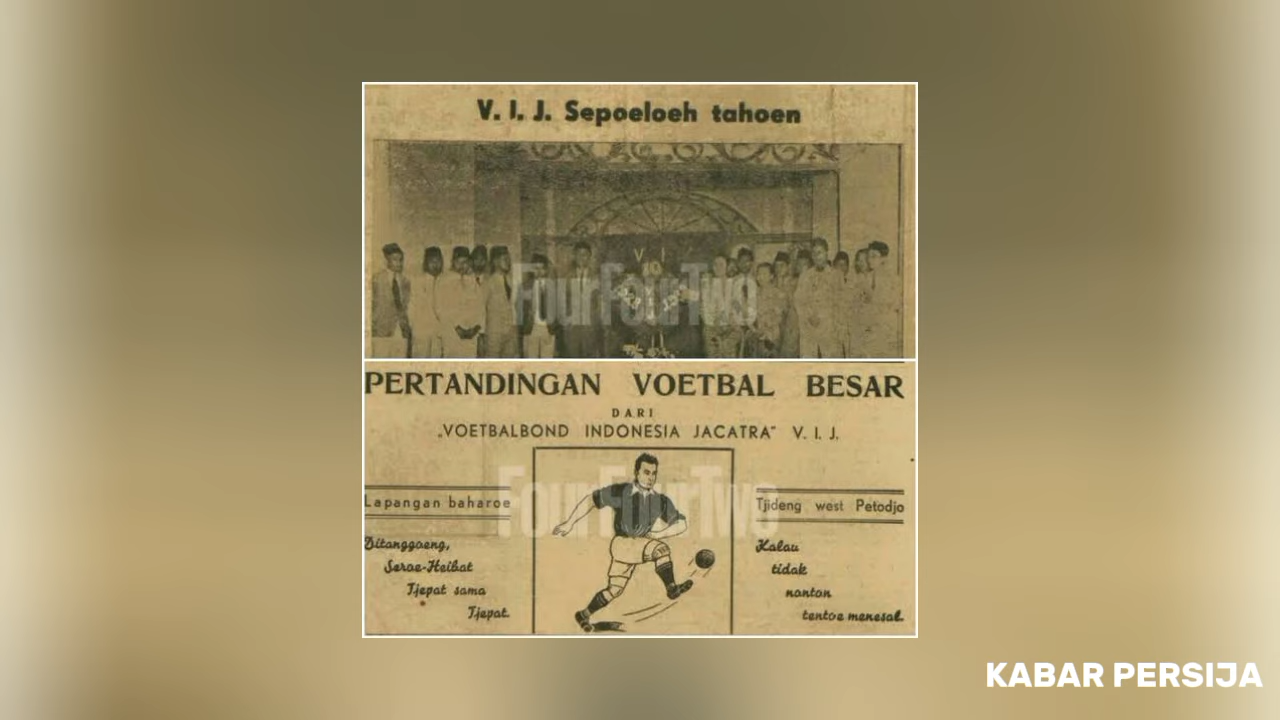 V. I. J. Sepoeloeh tahoen
V I
10
FourFourTwo
PERTANDINGAN VOETBAL BESAR
DARI
„VOETBALBOND INDONESIA JACATRA" V. I. J.
FourFourTwo
Lapangan baharoe
Tjideng west Petodjo
Ditanggoeng,
Seroe-Heibat
Tjepat sama
Tjepat.
Kalau
tidak
nonton
tentoe menesal.
KABAR PERSIJA